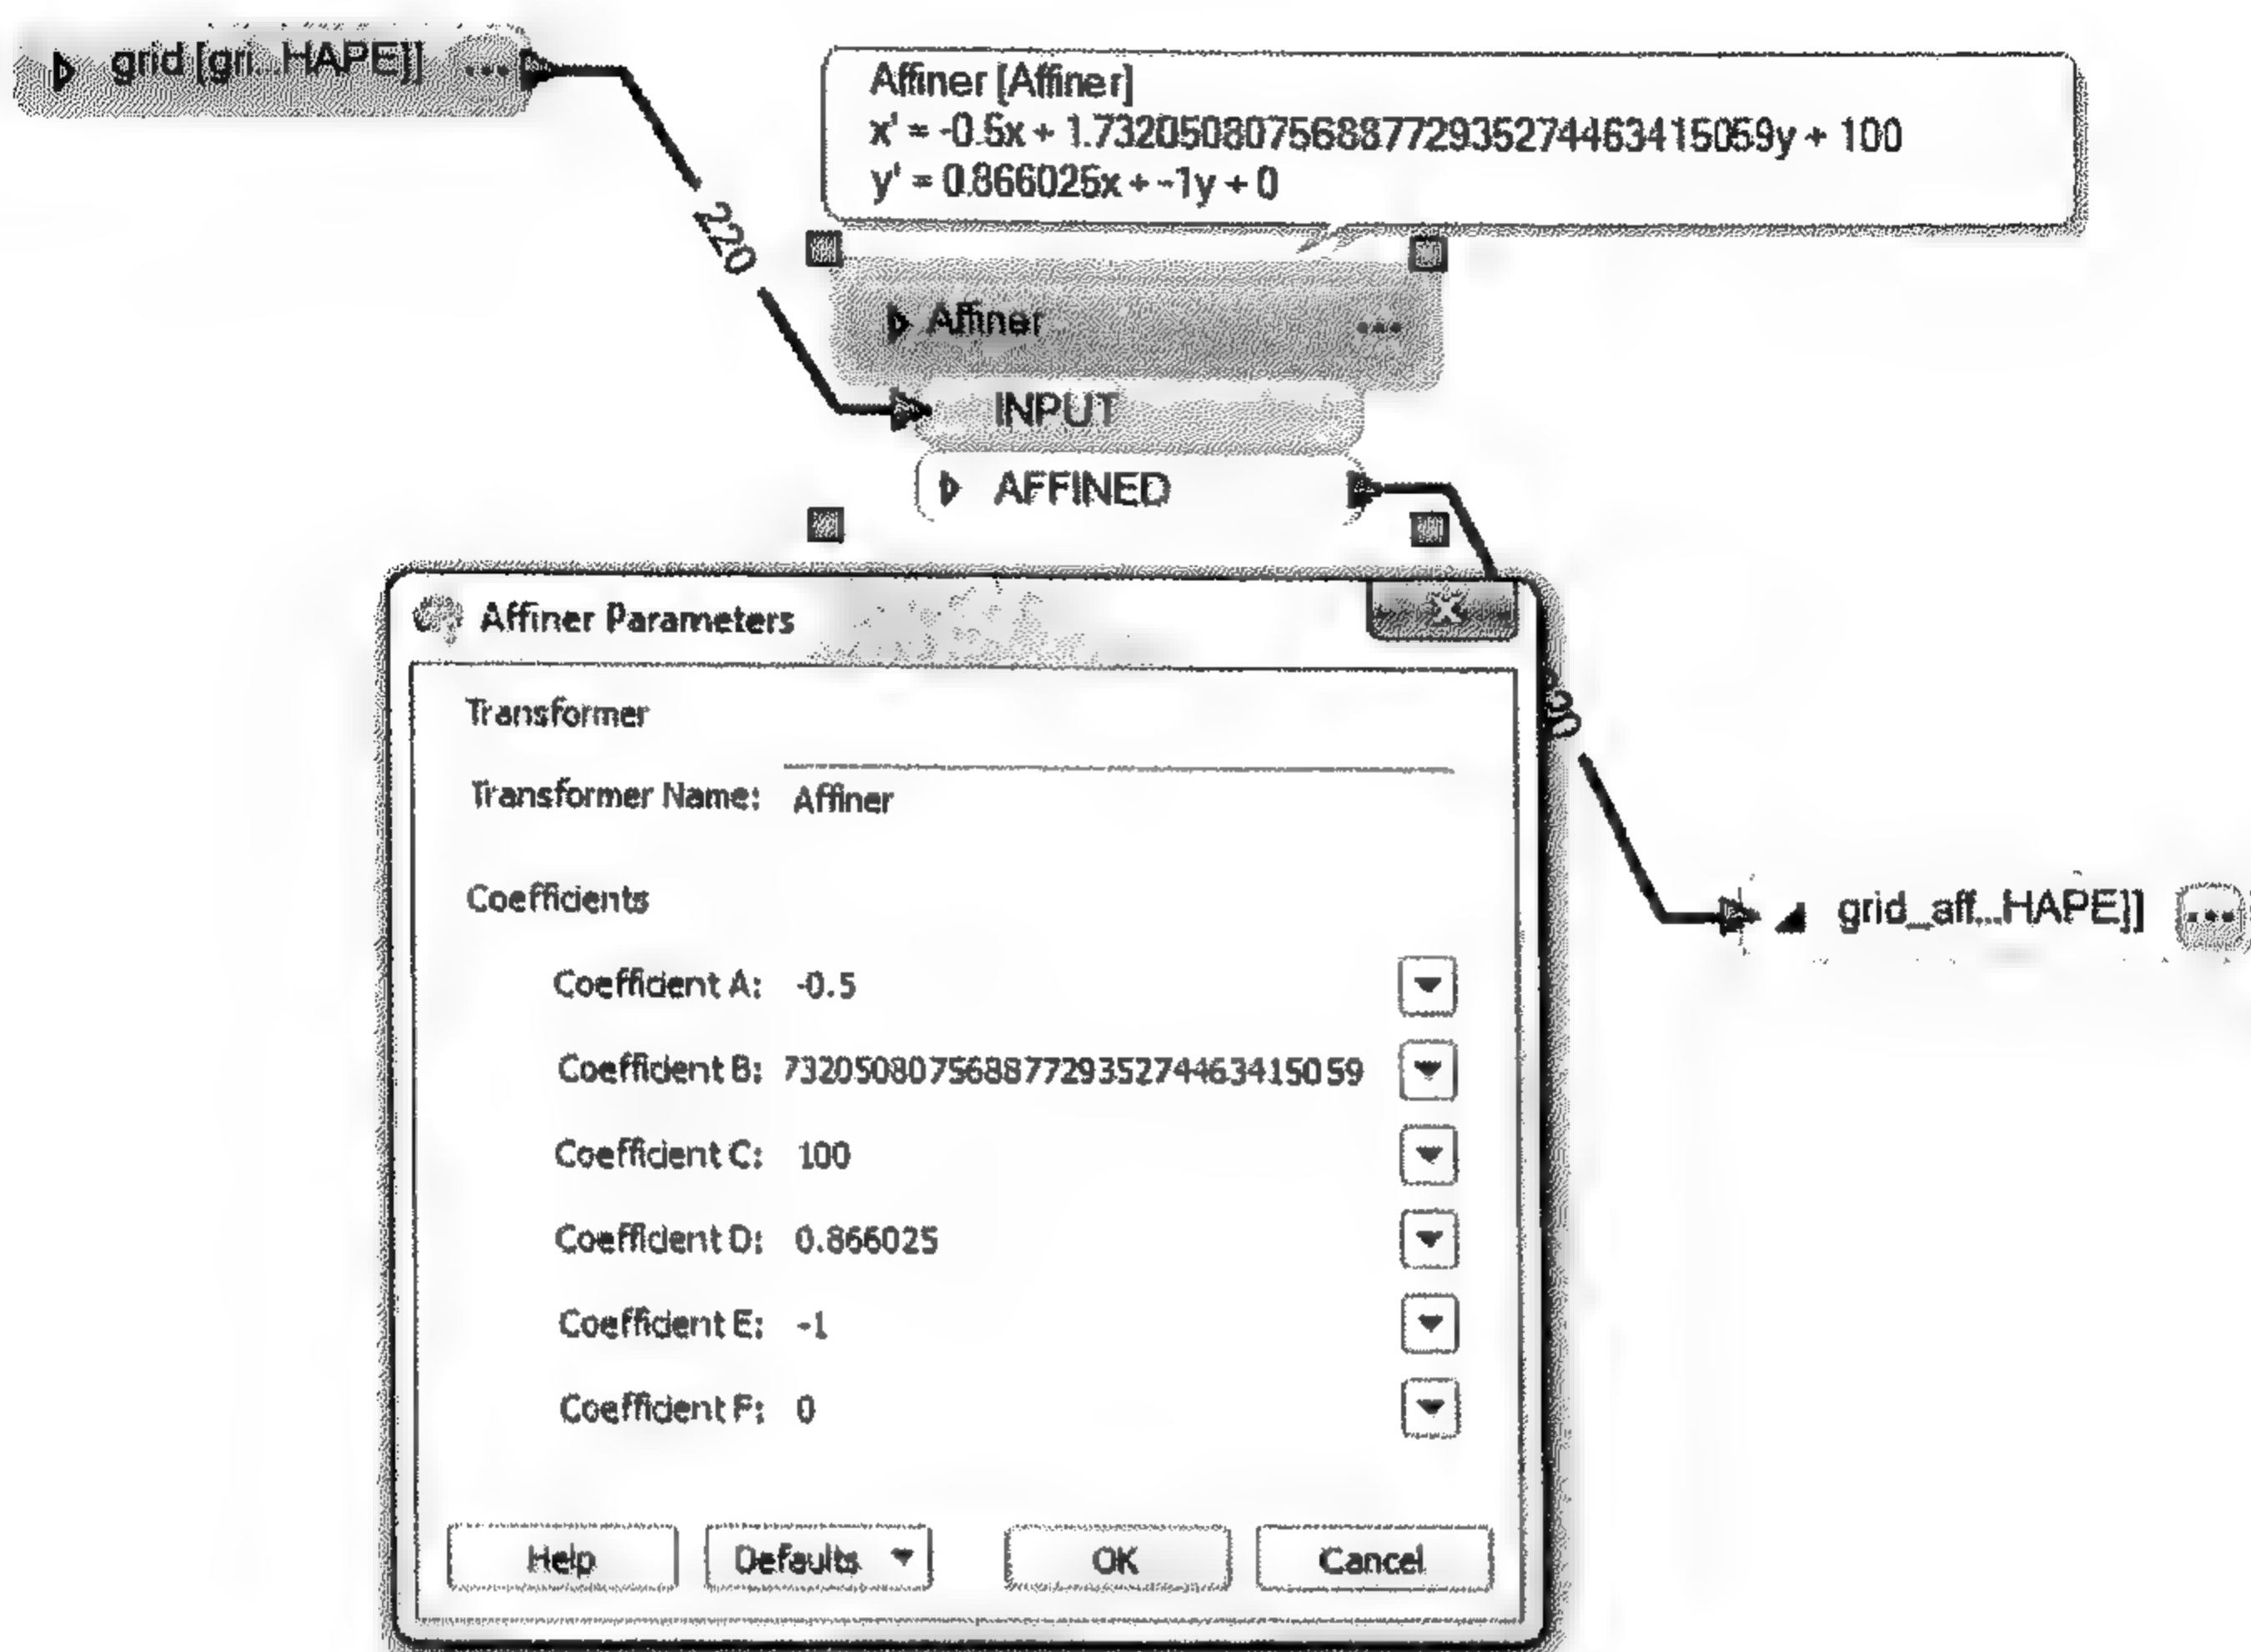 grid [gri...HAPE]] ...
Affiner [Affiner]
x' = -0.5x + 1.7320508075688772935274463415059y + 100
y' = 0.866025x + -1y + 0
220
Affiner ...
INPUT
AFFINED
Affiner Parameters
Transformer
Transformer Name: Affiner
Coefficients
Coefficient A: -0.5
Coefficient B: 7320508075688772935274463415059
Coefficient C: 100
Coefficient D: 0.866025
Coefficient E: -1
Coefficient F: 0
Help Defaults OK Cancel
grid_aff...HAPE]] ...